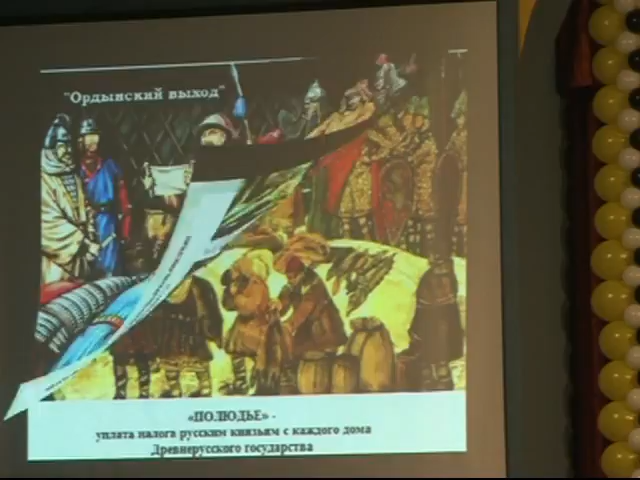 "Ордынский выход"
«ПОЛЮДЬЕ» -
уплата налога русским князьям с каждого дома
Древнерусского государства